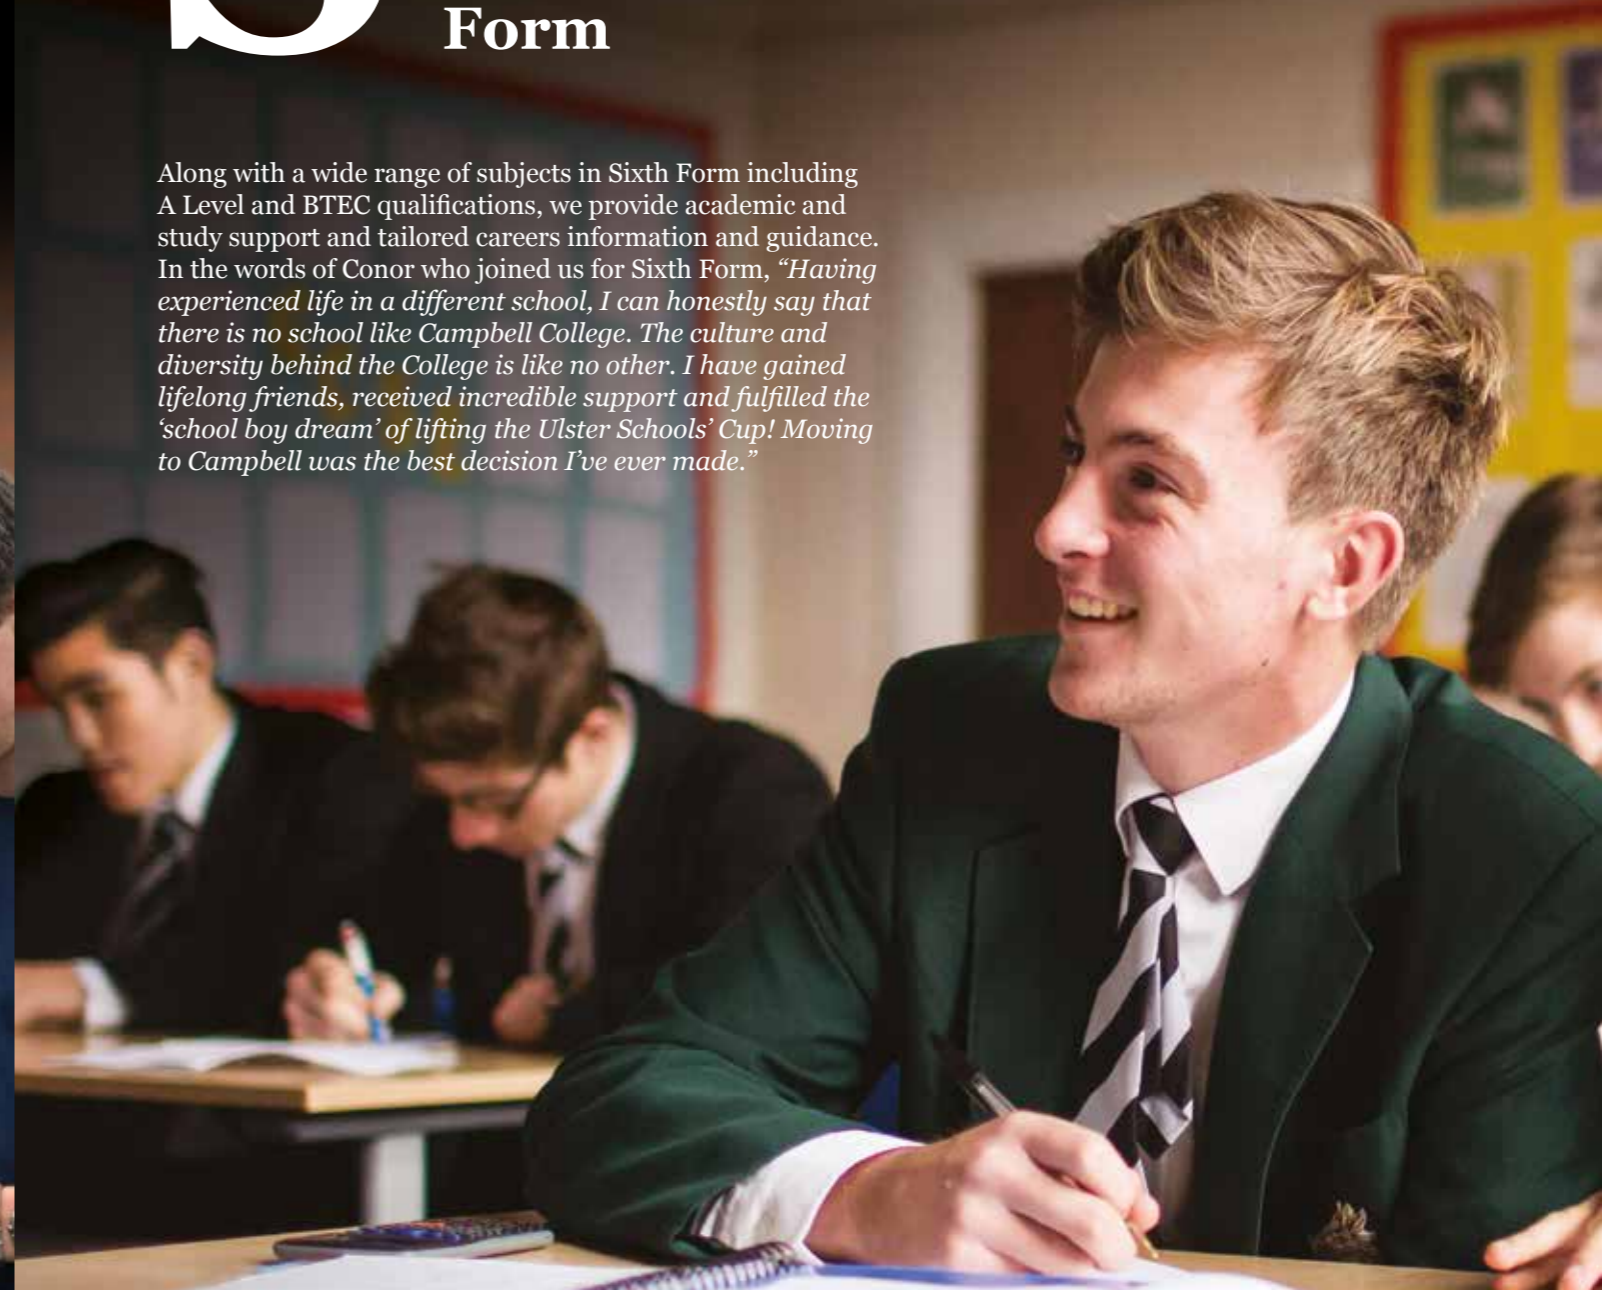 Form
Along with a wide range of subjects in Sixth Form including
A Level and BTEC qualifications, we provide academic and
study support and tailored careers information and guidance.
In the words of Conor who joined us for Sixth Form, “Having
experienced life in a different school, I can honestly say that
there is no school like Campbell College. The culture and
diversity behind the College is like no other. I have gained
lifelong friends, received incredible support and fulfilled the
‘school boy dream’ of lifting the Ulster Schools’ Cup! Moving
to Campbell was the best decision I’ve ever made.”